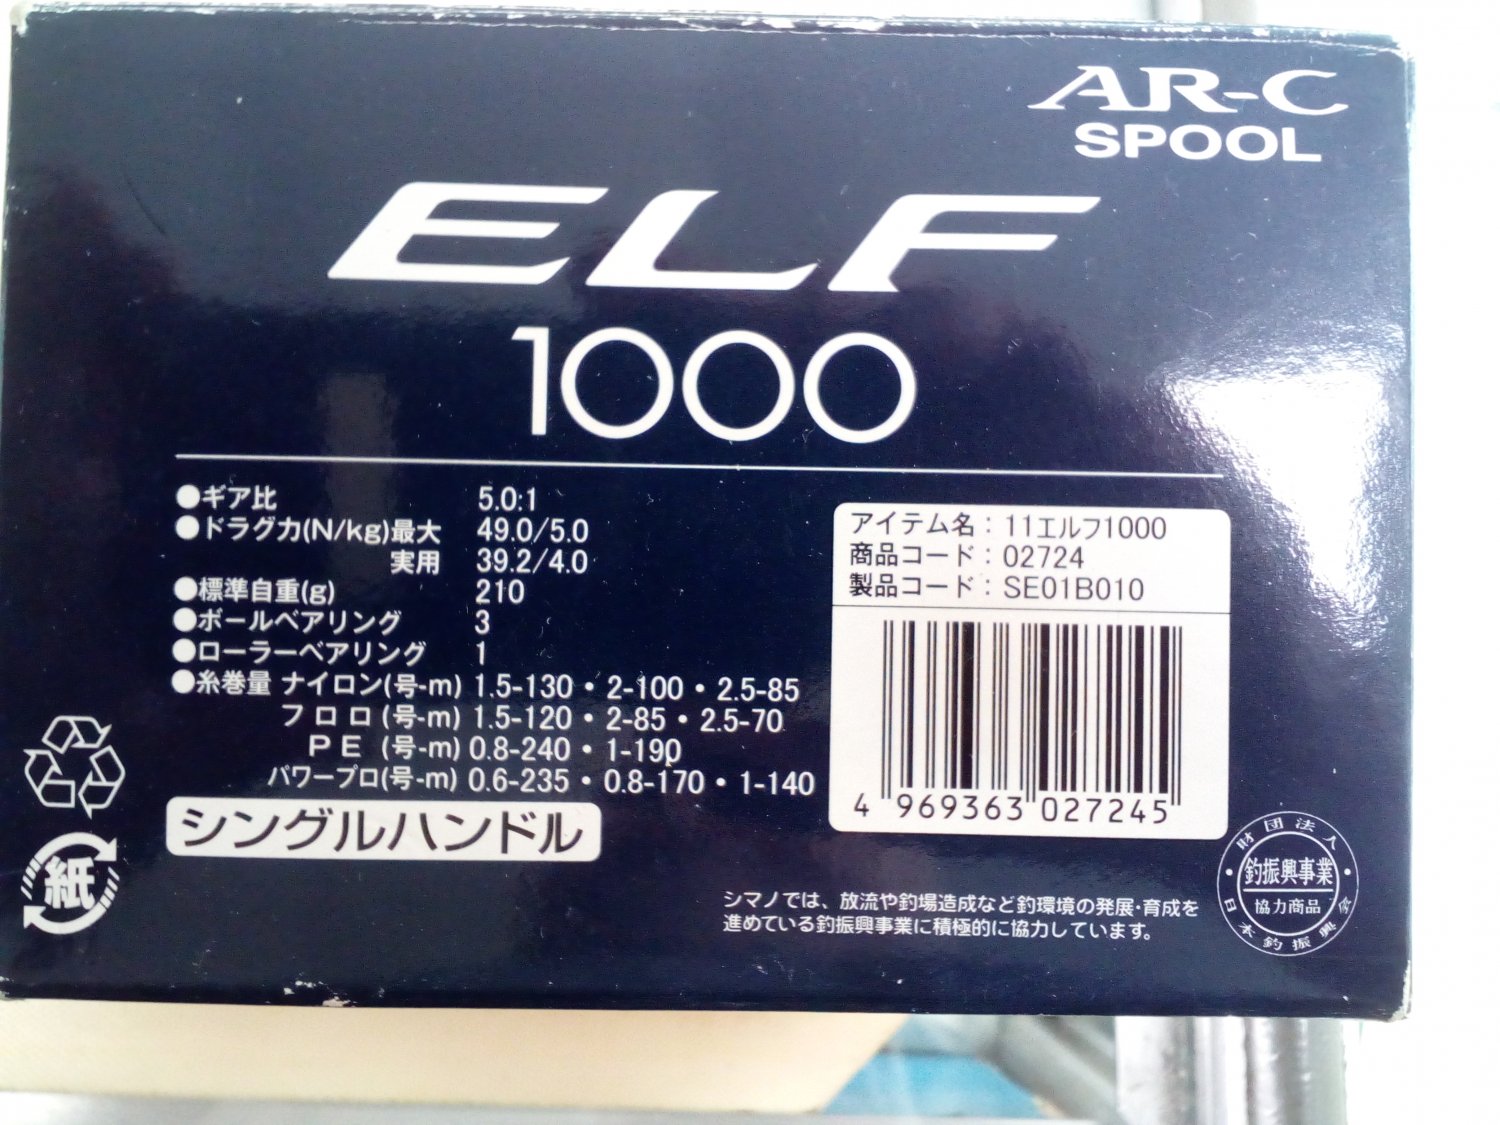 AR-C
SPOOL
ELF
1000
●ギア比 5.0:1
●ドラグ力(N/kg)最大 49.0/5.0
実用 39.2/4.0
●標準自重(g) 210
●ボールベアリング 3
●ローラーベアリング 1
●糸巻量 ナイロン(号-m) 1.5-130・2-100・2.5-85
フロロ(号-m) 1.5-120・2-85・2.5-70
PE (号-m) 0.8-240・1-190
パワープロ(号-m) 0.6-235・0.8-170・1-140
シングルハンドル
紙
アイテム名:11エルフ1000
商品コード:02724
製品コード:SE01B010
4 969363 027245
シマノでは、放流や釣場造成など釣環境の発展・育成を
進めている釣振興事業に積極的に協力しています。
財団法人
釣振興事業
協力商品
日本釣振興会